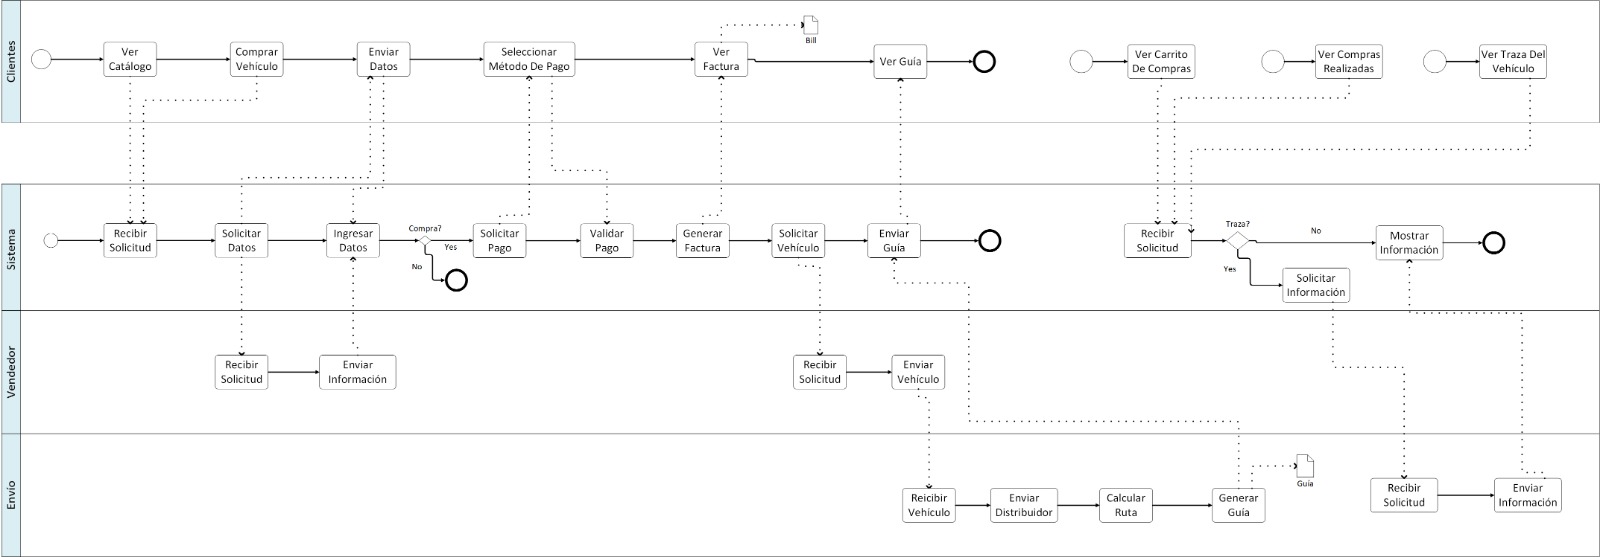 Clientes
Ver
Catálogo
Comprar
Vehículo
Enviar
Datos
Seleccionar
Método De Pago
Ver
Factura
Bill
Ver Guía
Ver Carrito
De Compras
Ver Compras
Realizadas
Ver Traza Del
Vehículo
Sistema
Recibir
Solicitud
Solicitar
Datos
Ingresar
Datos
Compra?
Yes
No
Solicitar
Pago
Validar
Pago
Generar
Factura
Solicitar
Vehículo
Enviar
Guía
Recibir
Solicitud
Traza?
No
Yes
Mostrar
Información
Solicitar
Información
Vendedor
Recibir
Solicitud
Enviar
Información
Recibir
Solicitud
Enviar
Vehículo
Envio
Reicibir
Vehículo
Enviar
Distribuidor
Calcular
Ruta
Generar
Guía
Guia
Recibir
Solicitud
Enviar
Información